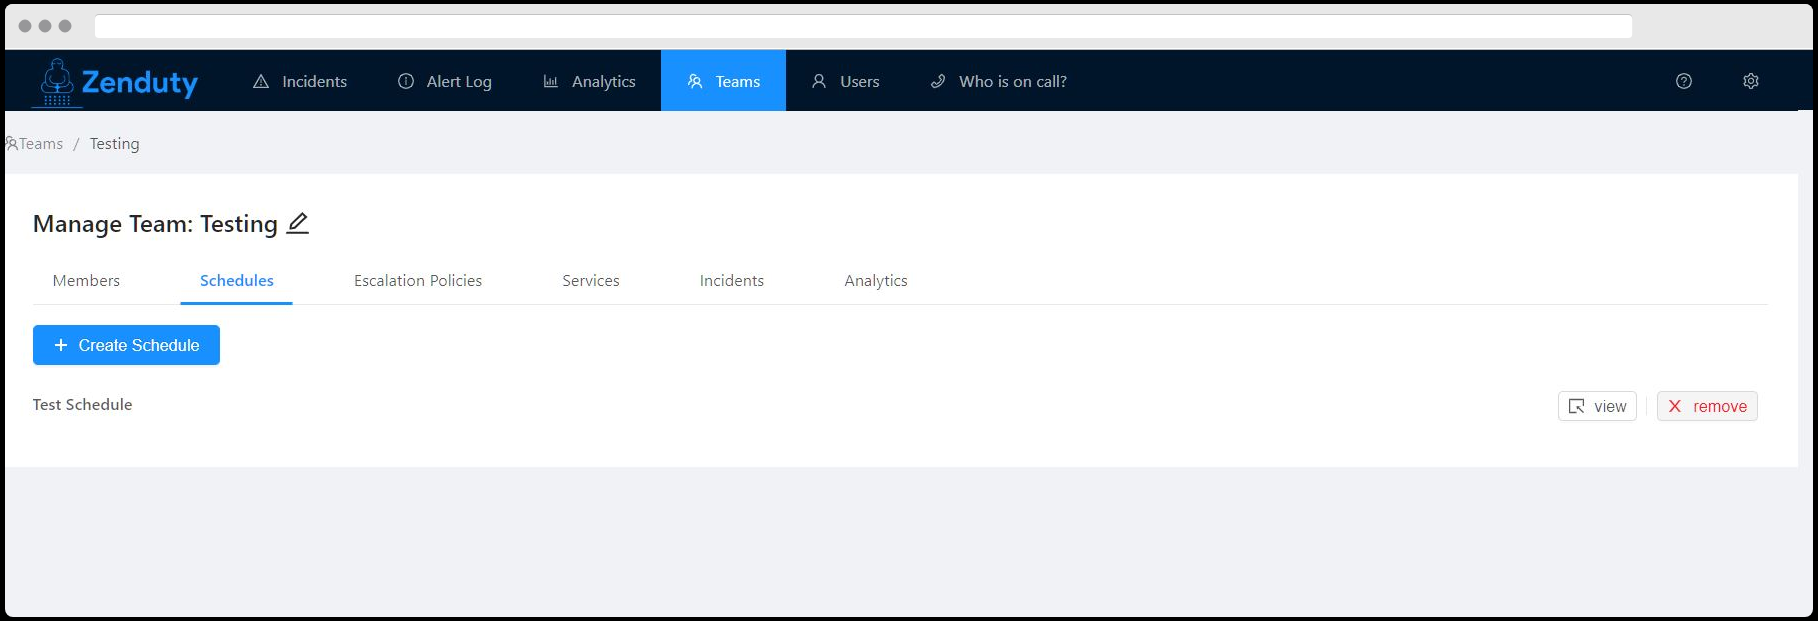 Zenduty Incidents Alert Log Analytics Teams Users Who is on call?
Teams / Testing
Manage Team: Testing
Members Schedules Escalation Policies Services Incidents Analytics
+ Create Schedule
Test Schedule view X remove